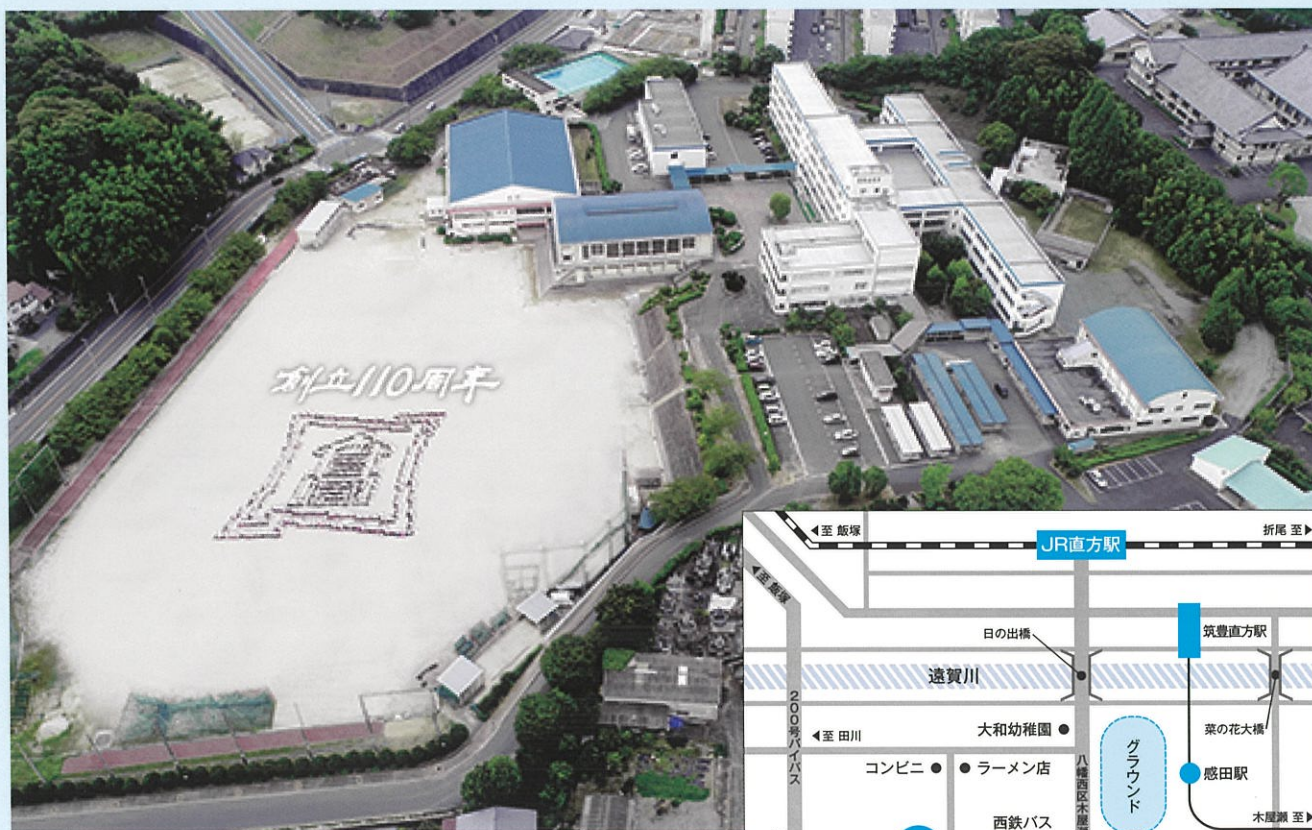 創立110周年
倉
至 飯塚
折尾 至
JR直方駅
至 飯塚
日の出橋
筑豊直方駅
遠賀川
200号バイパス
至 田川
大和幼稚園
グラウンド
菜の花大橋
コンビニ
ラーメン店
八幡西区木屋瀬
感田駅
西鉄バス
木屋瀬 至